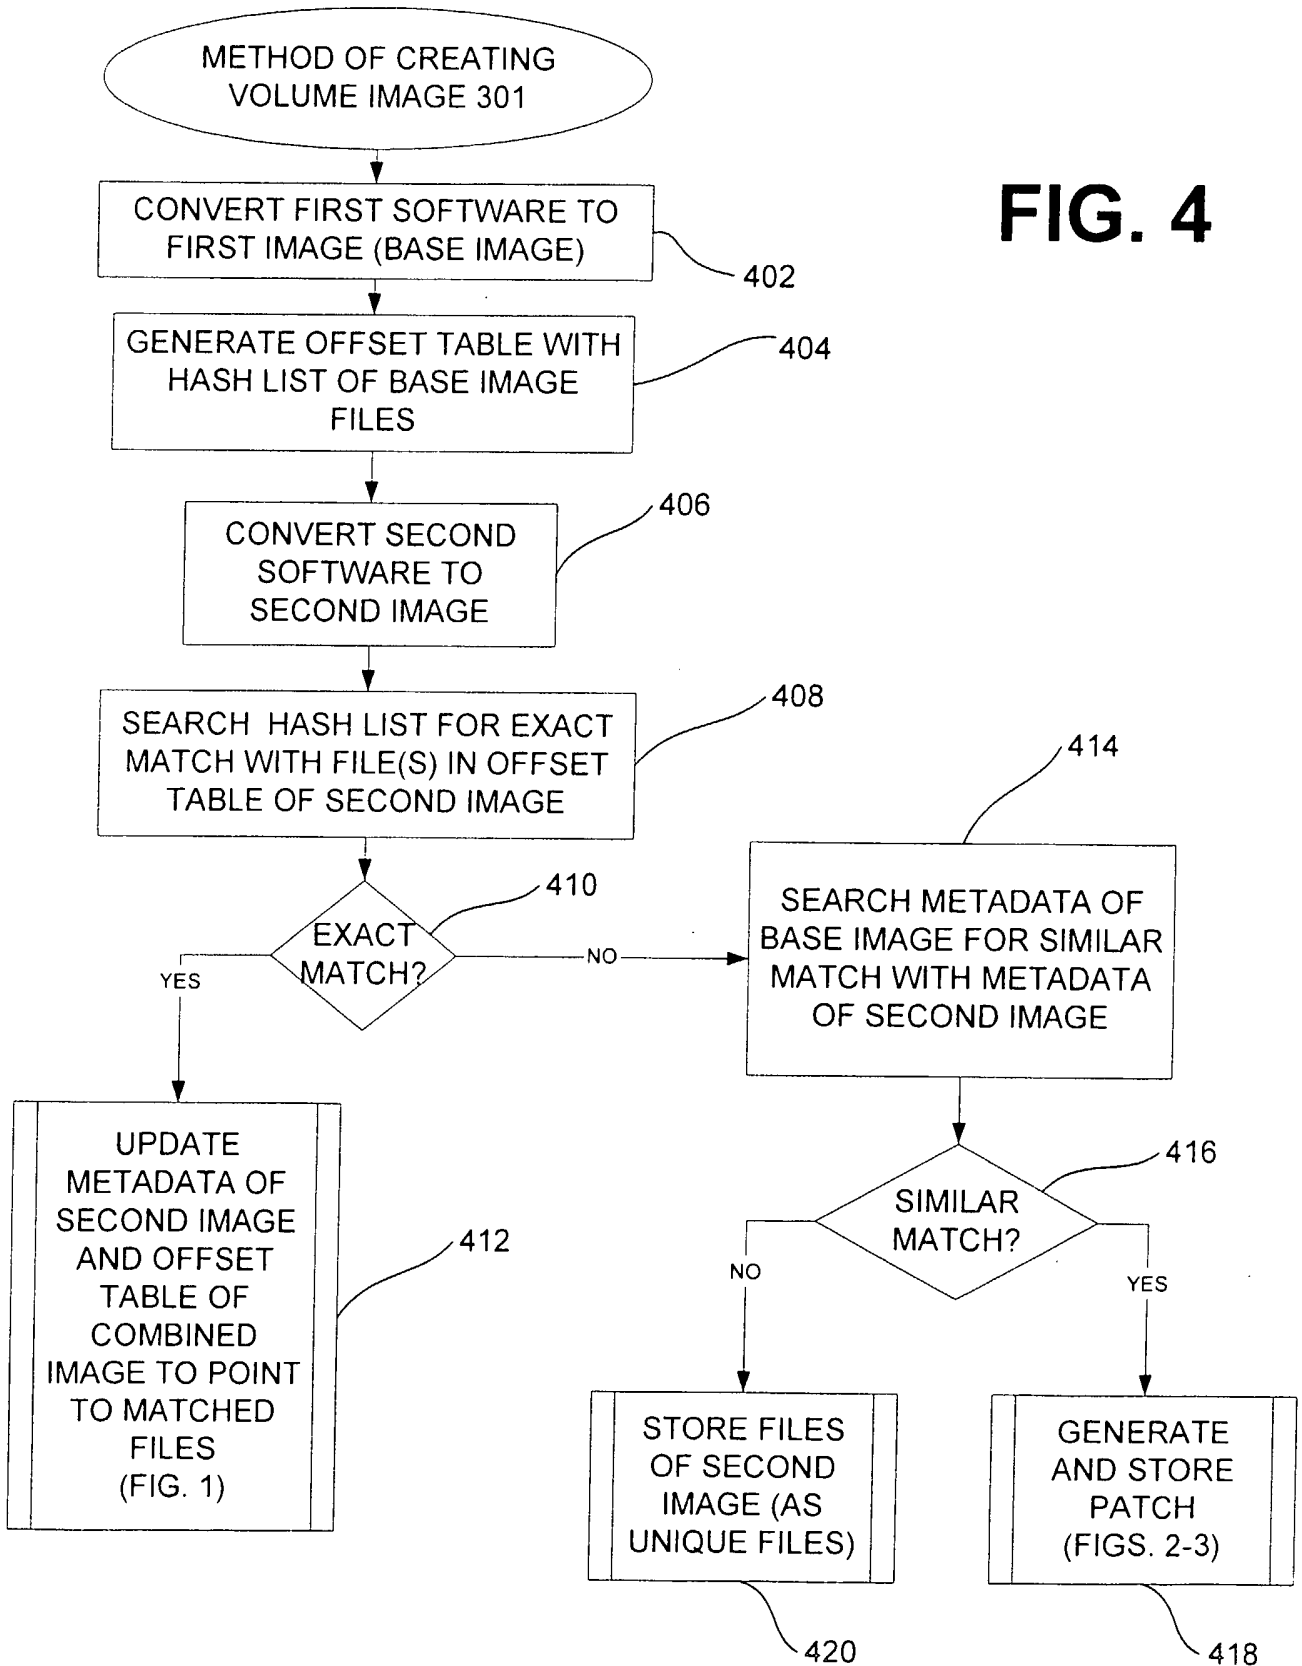 METHOD OF CREATING
VOLUME IMAGE 301
FIG. 4
CONVERT FIRST SOFTWARE TO
FIRST IMAGE (BASE IMAGE)
402
GENERATE OFFSET TABLE WITH
HASH LIST OF BASE IMAGE
FILES
404
CONVERT SECOND
SOFTWARE TO
SECOND IMAGE
406
SEARCH HASH LIST FOR EXACT
MATCH WITH FILE(S) IN OFFSET
TABLE OF SECOND IMAGE
408
EXACT
MATCH?
410
YES
NO
UPDATE
METADATA OF
SECOND IMAGE
AND OFFSET
TABLE OF
COMBINED
IMAGE TO POINT
TO MATCHED
FILES
(FIG. 1)
412
SEARCH METADATA OF
BASE IMAGE FOR SIMILAR
MATCH WITH METADATA
OF SECOND IMAGE
414
SIMILAR
MATCH?
416
NO
YES
STORE FILES
OF SECOND
IMAGE (AS
UNIQUE FILES)
420
GENERATE
AND STORE
PATCH
(FIGS. 2-3)
418